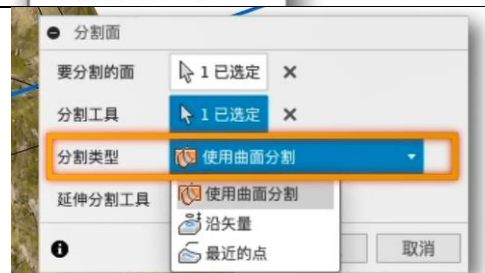 分割面
要分割的面 1 已选定
分割工具 1 已选定
分割类型 使用曲面分割
延伸分割工具 使用曲面分割
沿矢量
最近的点 取消